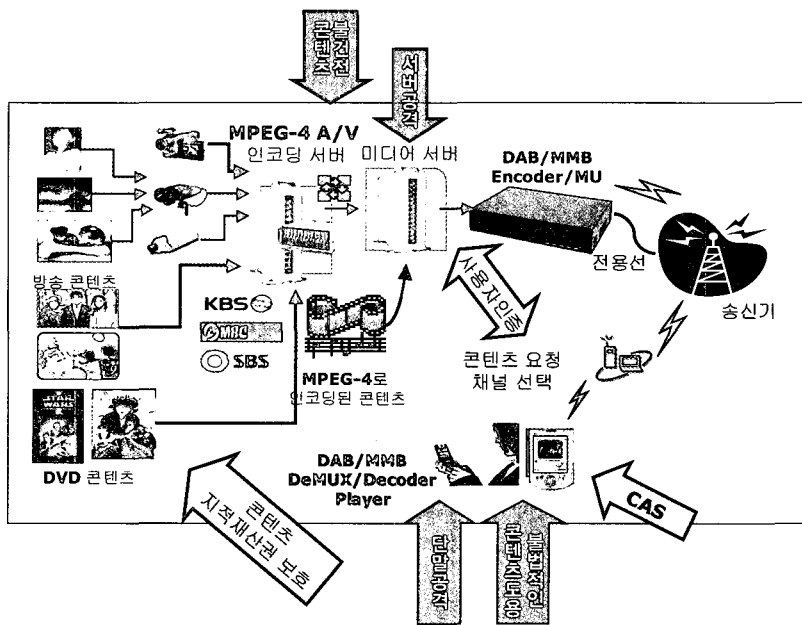 불건전
콘텐츠
서버공격
MPEG-4 A/V
인코딩 서버
미디어 서버
DAB/MMB
Encoder/MU
전용선
송신기
방송 콘텐츠
KBS
MBC
SBS
MPEG-4로
인코딩된 콘텐츠
사용자인증
콘텐츠 요청
채널 선택
STAR
WARS
DVD 콘텐츠
DAB/MMB
DeMUX/Decoder
Player
CAS
콘텐츠
지적재산권 보호
단말공격
불법적인
콘텐츠도용